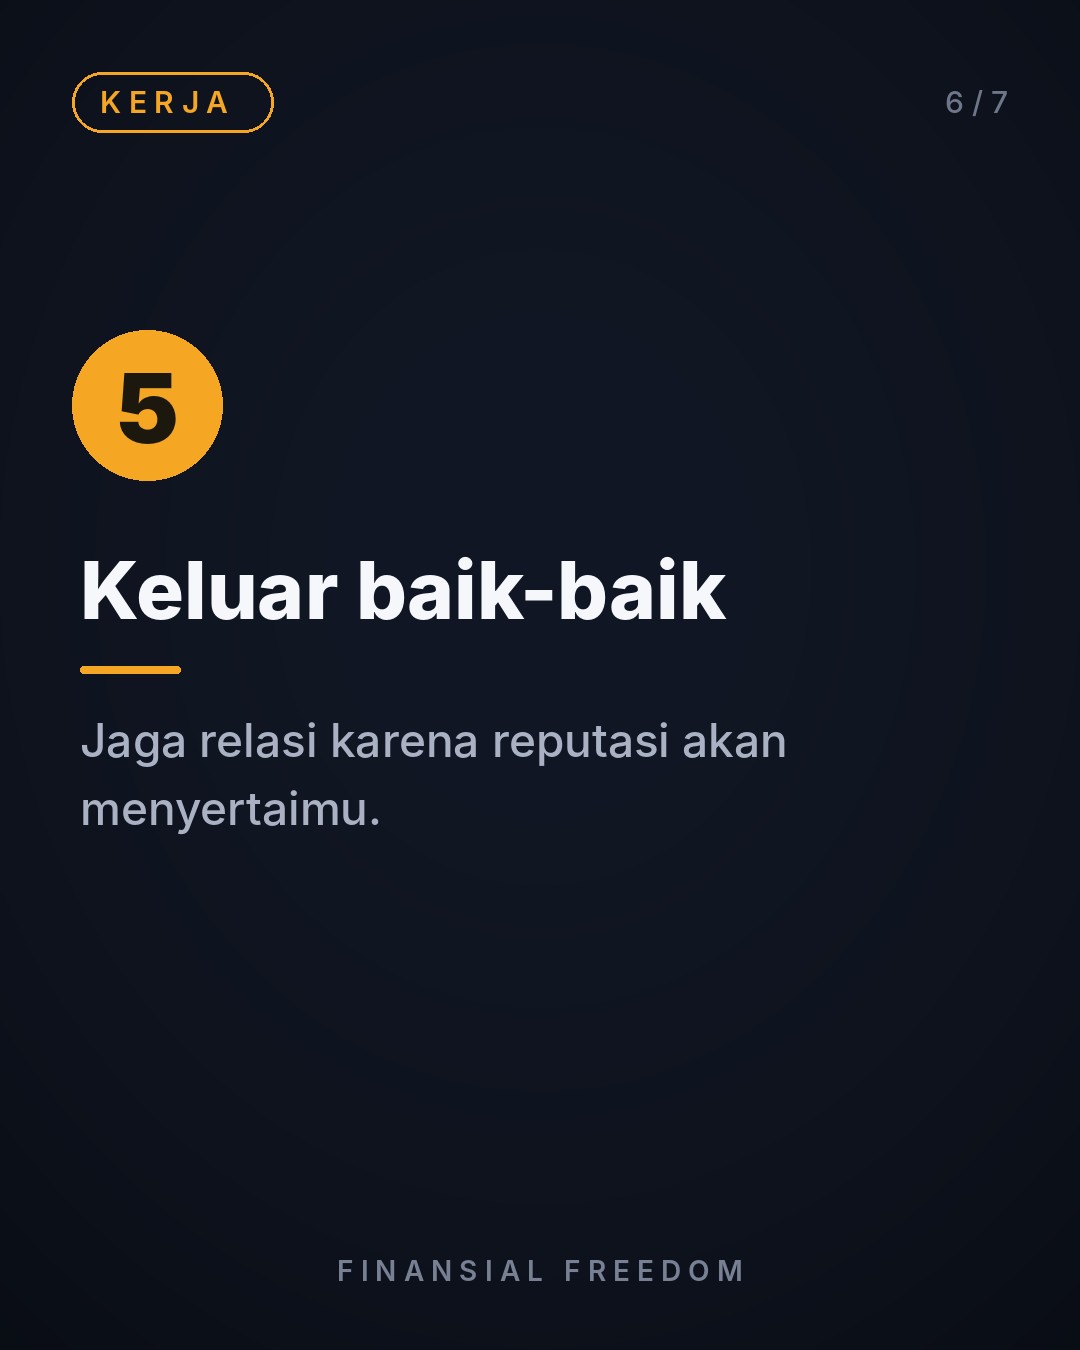 KERJA
6/7
5
Keluar baik-baik
Jaga relasi karena reputasi akan
menyertaimu.
FINANSIAL FREEDOM